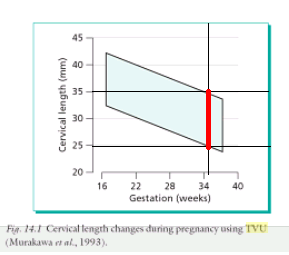 45
40
35
30
25
20
Cervical length (mm)
16 22 28 34 40
Gestation (weeks)
Fig. 14.1 Cervical length changes during pregnancy using TVU
(Murakawa et al., 1993).